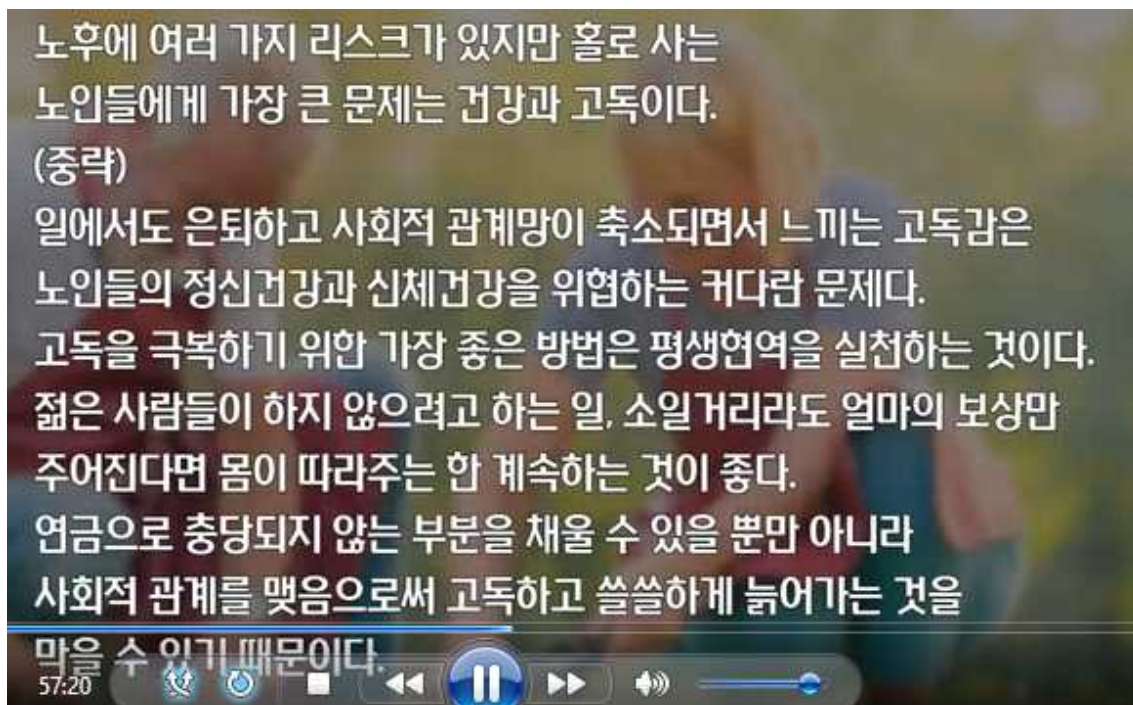 노후에 여러 가지 리스크가 있지만 홀로 사는
노인들에게 가장 큰 문제는 건강과 고독이다.
(중략)
일에서도 은퇴하고 사회적 관계망이 축소되면서 느끼는 고독감은
노인들의 정신건강과 신체건강을 위협하는 커다란 문제다.
고독을 극복하기 위한 가장 좋은 방법은 평생현역을 실천하는 것이다.
젊은 사람들이 하지 않으려고 하는 일, 소일거리라도 얼마의 보상만
주어진다면 몸이 따라주는 한 계속하는 것이 좋다.
연금으로 충당되지 않는 부분을 채울 수 있을 뿐만 아니라
사회적 관계를 맺음으로써 고독하고 쓸쓸하게 늙어가는 것을
막을 수 있기 때문이다.
57:20